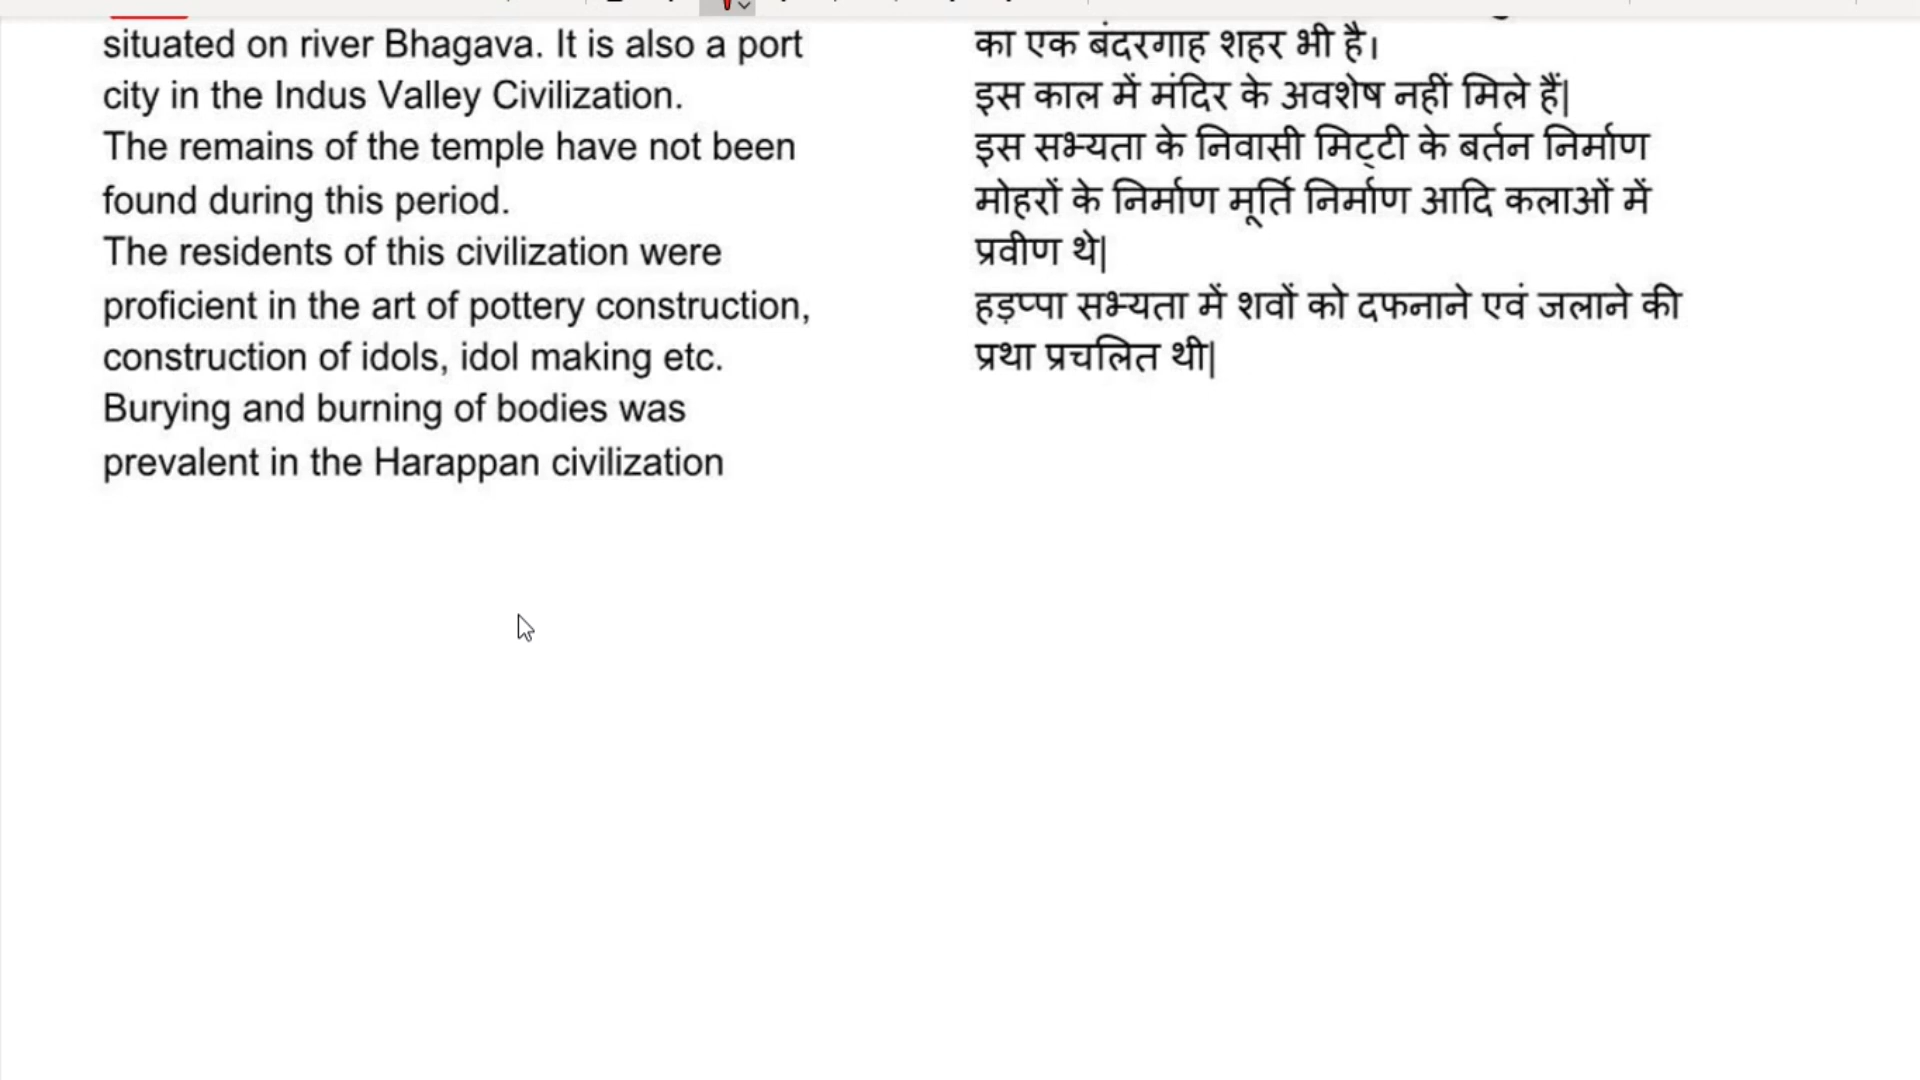 situated on river Bhagava. It is also a port
city in the Indus Valley Civilization.
The remains of the temple have not been
found during this period.
The residents of this civilization were
proficient in the art of pottery construction,
construction of idols, idol making etc.
Burying and burning of bodies was
prevalent in the Harappan civilization
का एक बंदरगाह शहर भी है।
इस काल में मंदिर के अवशेष नहीं मिले हैं|
इस सभ्यता के निवासी मिट्टी के बर्तन निर्माण
मोहरों के निर्माण मूर्ति निर्माण आदि कलाओं में
प्रवीण थे|
हड़प्पा सभ्यता में शवों को दफनाने एवं जलाने की
प्रथा प्रचलित थी|